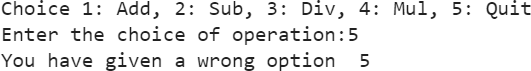 Choice 1: Add, 2: Sub, 3: Div, 4: Mul, 5: Quit
Enter the choice of operation:5
You have given a wrong option  5